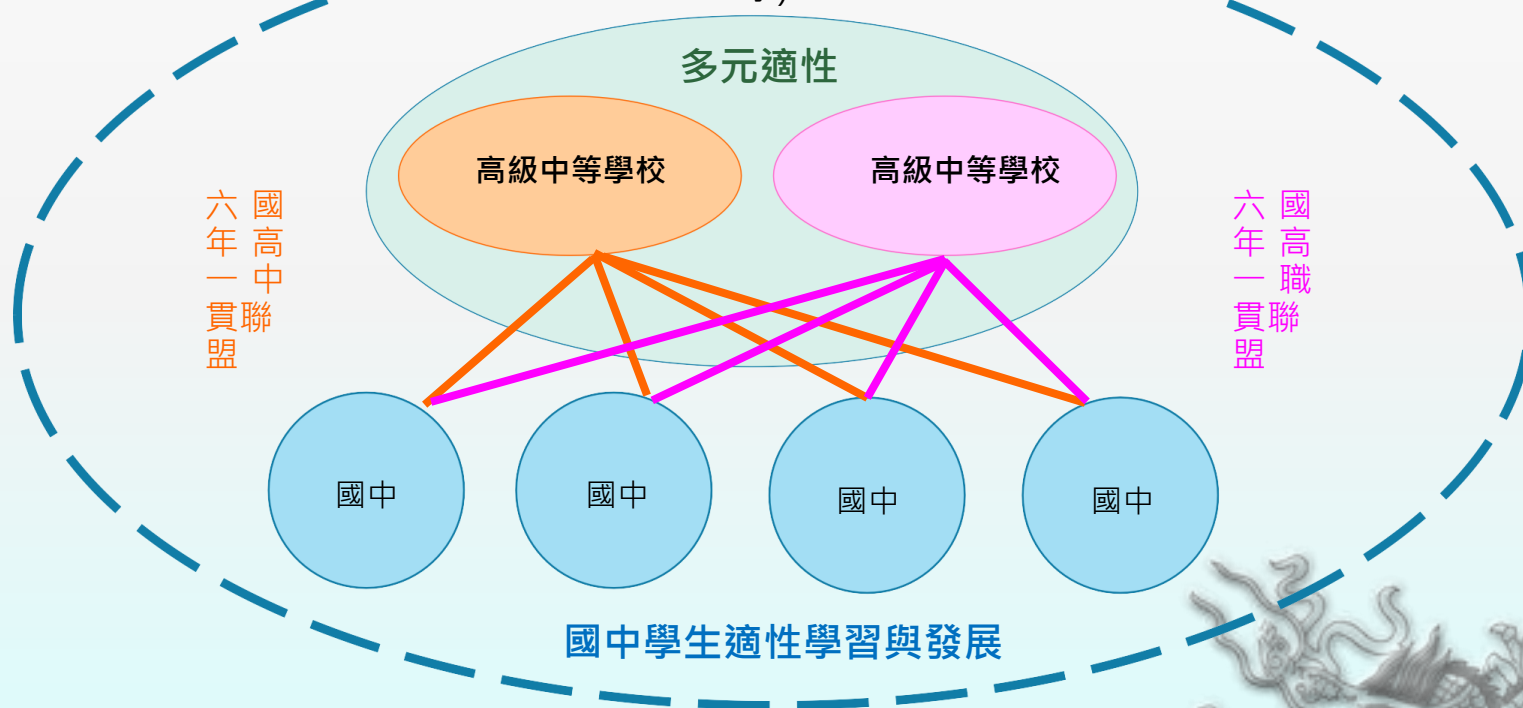 多元適性
高級中等學校
高級中等學校
國高中
六年一貫聯盟
國高職
六年一貫聯盟
國中
國中
國中
國中
國中學生適性學習與發展